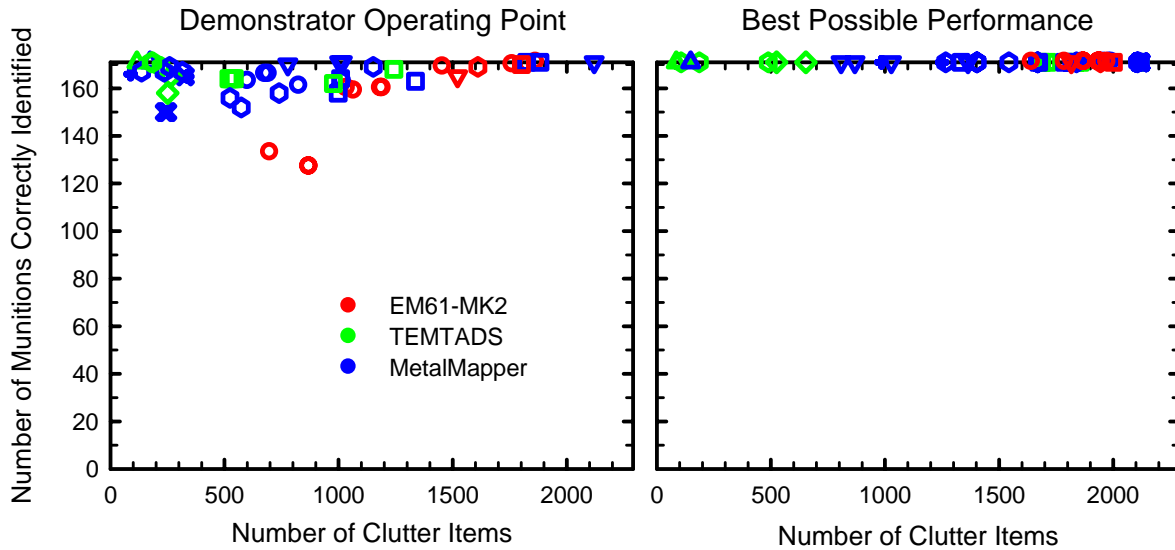 Demonstrator Operating Point
Best Possible Performance
Number of Munitions Correctly Identified
160
140
120
100
80
60
40
20
0
EM61-MK2
TEMTADS
MetalMapper
0 500 1000 1500 2000
0 500 1000 1500 2000
Number of Clutter Items
Number of Clutter Items